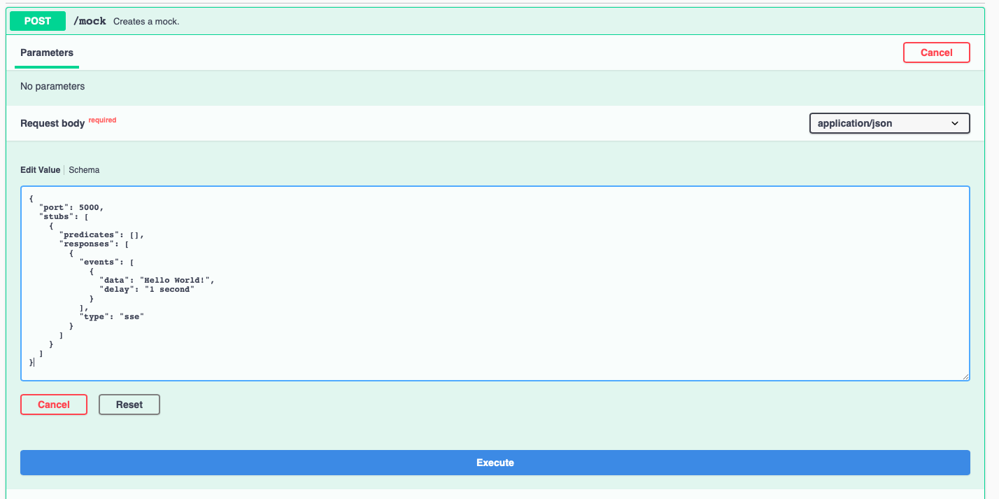 POST /mock Creates a mock.
Parameters Cancel
No parameters
Request body required application/json
Edit Value Schema
{
  "port": 5000,
  "stubs": [
    {
      "predicates": [],
      "responses": [
        {
          "events": [
            {
              "data": "Hello World!",
              "delay": "1 second"
            }
          ],
          "type": "sse"
        }
      ]
    }
  ]
}
Cancel Reset
Execute